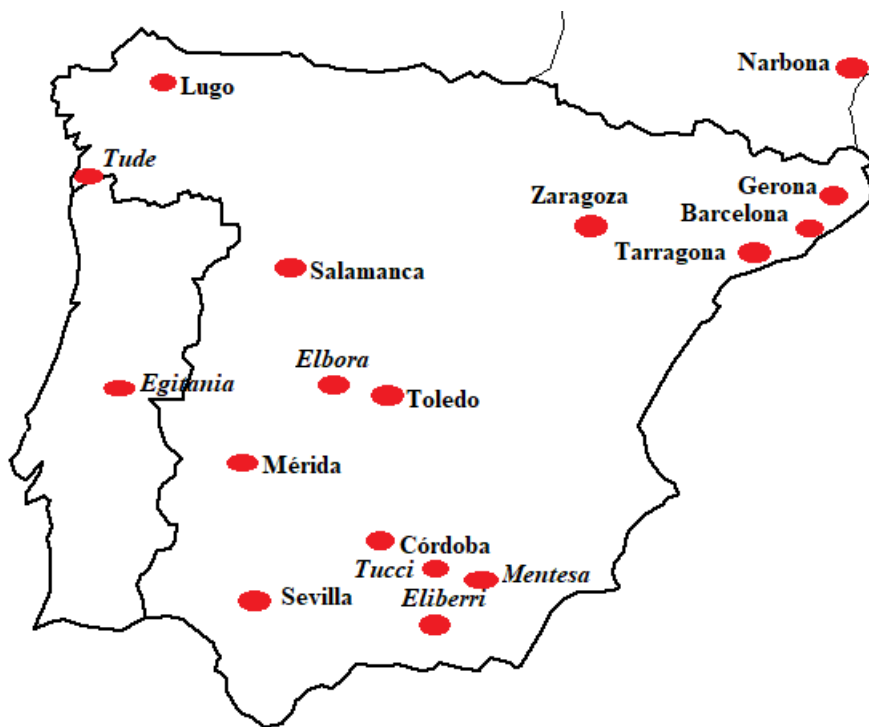 Narbona
Lugo
Tude
Gerona
Zaragoza
Barcelona
Tarragona
Salamanca
Elbora
Egitania
Toledo
Mérida
Córdoba
Tucci
Mentesa
Sevilla
Eliberri